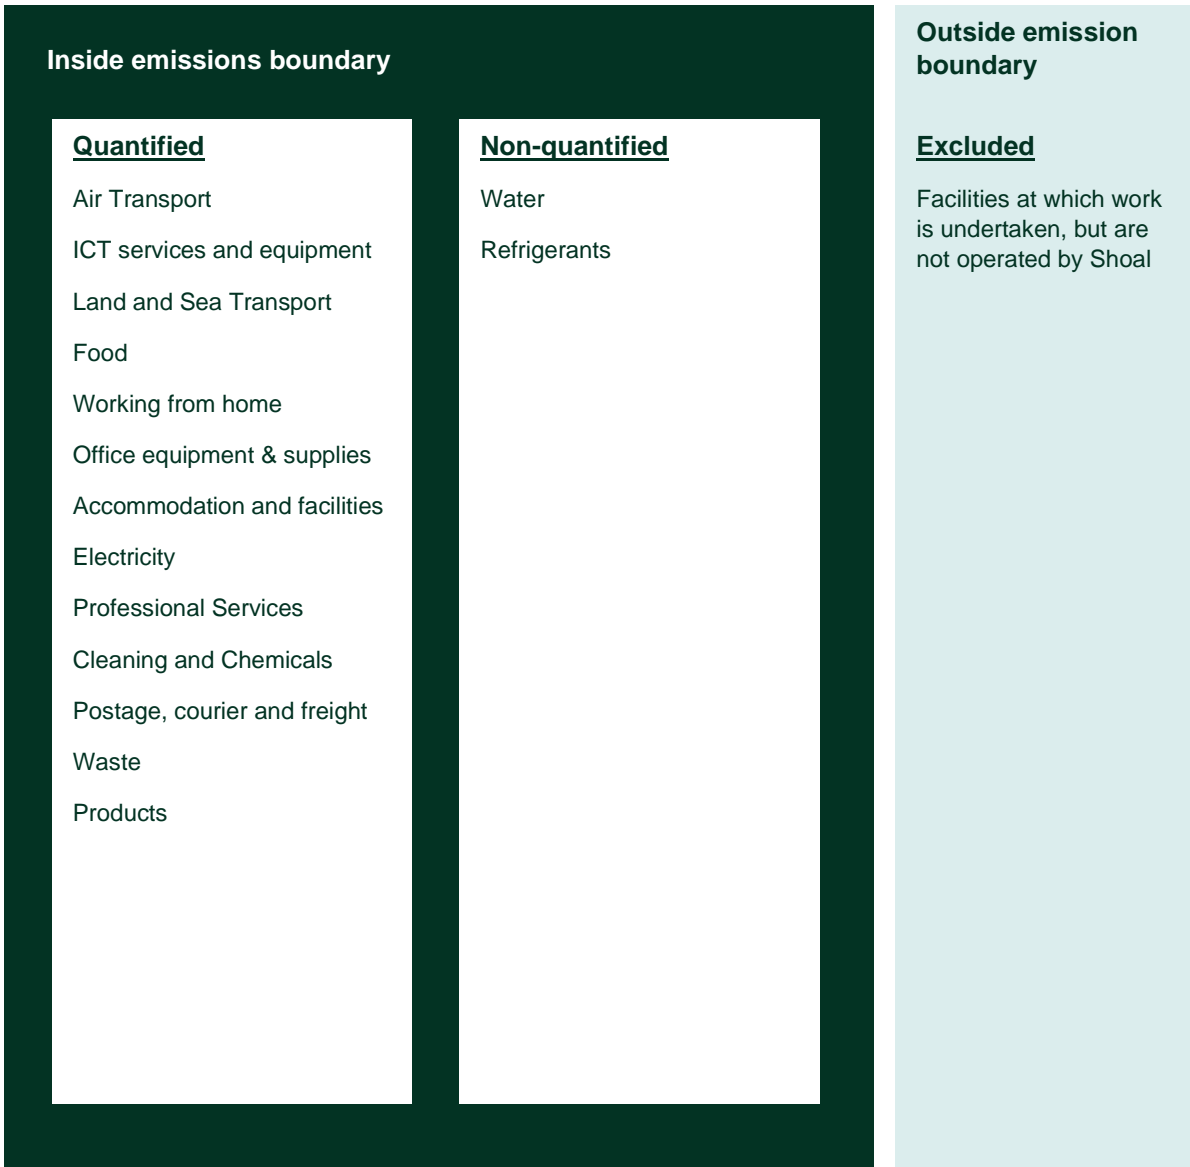 Inside emissions boundary
Quantified
Air Transport
ICT services and equipment
Land and Sea Transport
Food
Working from home
Office equipment & supplies
Accommodation and facilities
Electricity
Professional Services
Cleaning and Chemicals
Postage, courier and freight
Waste
Products
Non-quantified
Water
Refrigerants
Outside emission
boundary
Excluded
Facilities at which work
is undertaken, but are
not operated by Shoal